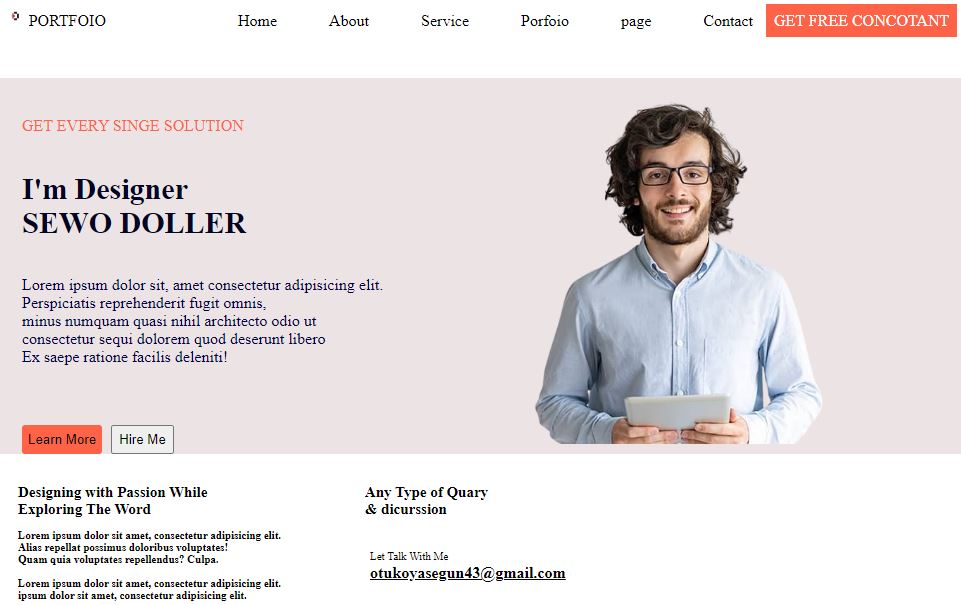 PORTFOIO
Home
About
Service
Porfoio
page
Contact
GET FREE CONCOTANT
GET EVERY SINGE SOLUTION
I'm Designer
SEWO DOLLER
Lorem ipsum dolor sit, amet consectetur adipisicing elit.
Perspiciatis reprehenderit fugit omnis,
minus numquam quasi nihil architecto odio ut
consectetur sequi dolorem quod deserunt libero
Ex saepe ratione facilis deleniti!
Learn More
Hire Me
Designing with Passion While
Exploring The Word
Lorem ipsum dolor sit amet, consectetur adipisicing elit.
Alias repellat possimus doloribus voluptates!
Quam quia voluptates repellendus? Culpa.
Lorem ipsum dolor sit amet, consectetur adipisicing elit.
ipsum dolor sit amet, consectetur adipisicing elit.
Any Type of Quary
& dicurssion
Let Talk With Me
otukoyasegun43@gmail.com